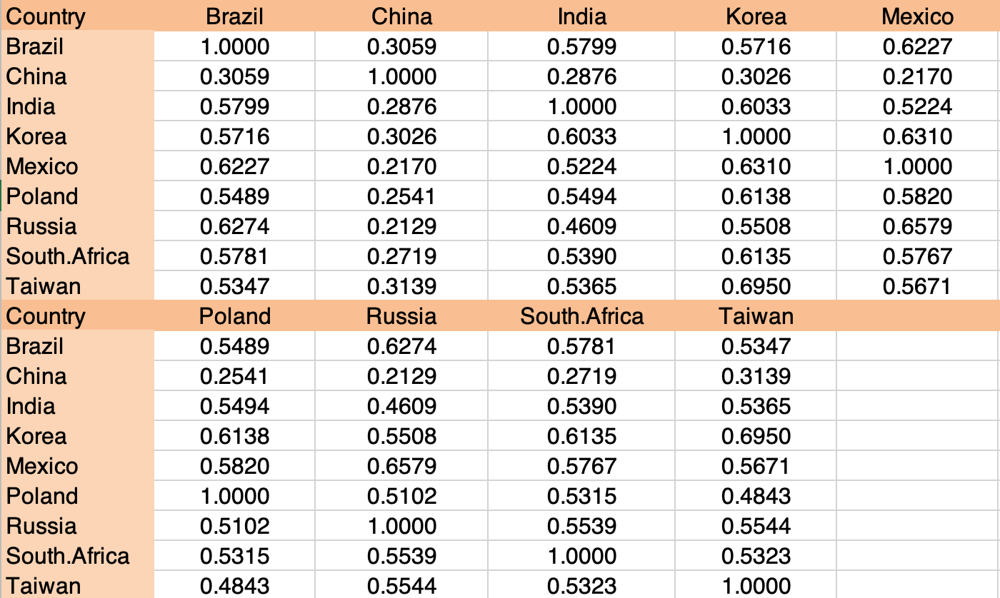 Country Brazil China India Korea Mexico
Brazil 1.0000 0.3059 0.5799 0.5716 0.6227
China 0.3059 1.0000 0.2876 0.3026 0.2170
India 0.5799 0.2876 1.0000 0.6033 0.5224
Korea 0.5716 0.3026 0.6033 1.0000 0.6310
Mexico 0.6227 0.2170 0.5224 0.6310 1.0000
Poland 0.5489 0.2541 0.5494 0.6138 0.5820
Russia 0.6274 0.2129 0.4609 0.5508 0.6579
South.Africa 0.5781 0.2719 0.5390 0.6135 0.5767
Taiwan 0.5347 0.3139 0.5365 0.6950 0.5671
Country Poland Russia South.Africa Taiwan
Brazil 0.5489 0.6274 0.5781 0.5347
China 0.2541 0.2129 0.2719 0.3139
India 0.5494 0.4609 0.5390 0.5365
Korea 0.6138 0.5508 0.6135 0.6950
Mexico 0.5820 0.6579 0.5767 0.5671
Poland 1.0000 0.5102 0.5315 0.4843
Russia 0.5102 1.0000 0.5539 0.5544
South.Africa 0.5315 0.5539 1.0000 0.5323
Taiwan 0.4843 0.5544 0.5323 1.0000